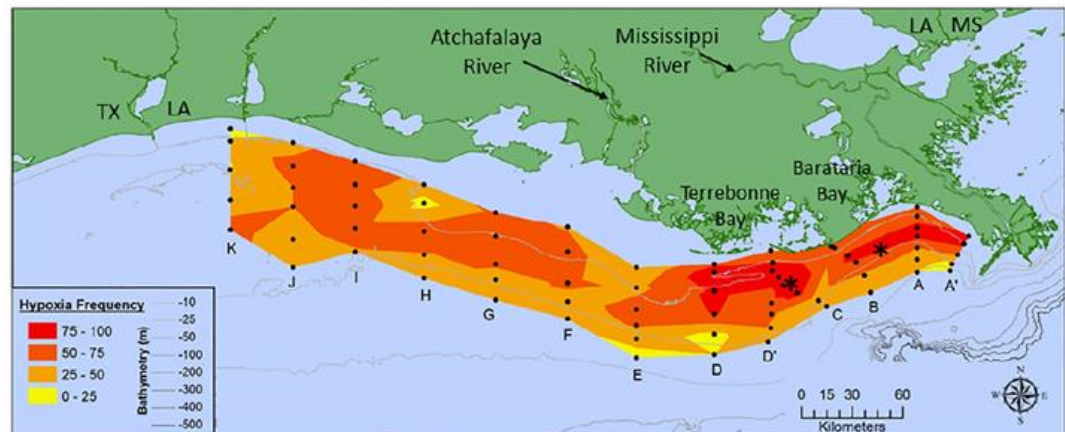 LA MS
Atchafalaya
River
Mississippi
River
TX LA
Barataria
Bay
Terrebonne
Bay
K
J
I
H
G
F
E
D
D'
C
B
A
A'
Hypoxia Frequency
75 - 100
50 - 75
25 - 50
0 - 25
Bathymetry (m)
-10
-25
-50
-100
-200
-300
-400
-500
0 15 30 45 60
Kilometers
N
W E
S